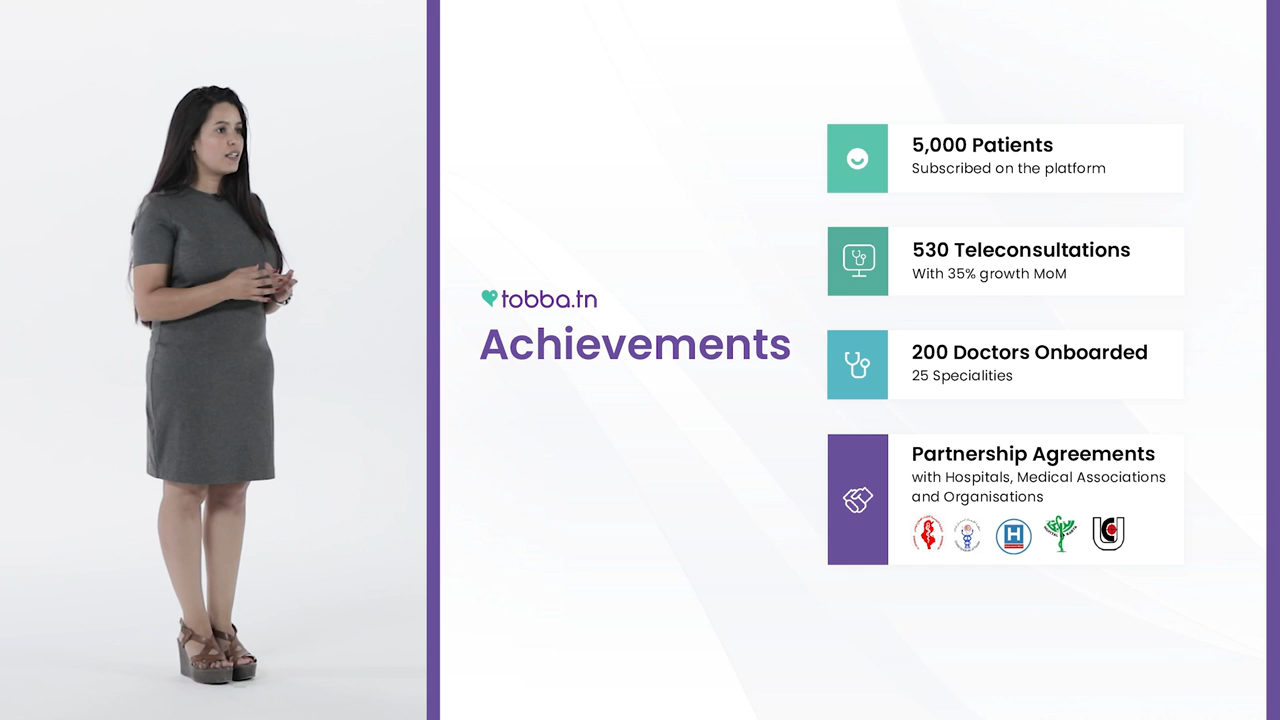 tobba.tn
Achievements
5,000 Patients
Subscribed on the platform
530 Teleconsultations
With 35% growth MoM
200 Doctors Onboarded
25 Specialities
Partnership Agreements
with Hospitals, Medical Associations
and Organisations
H